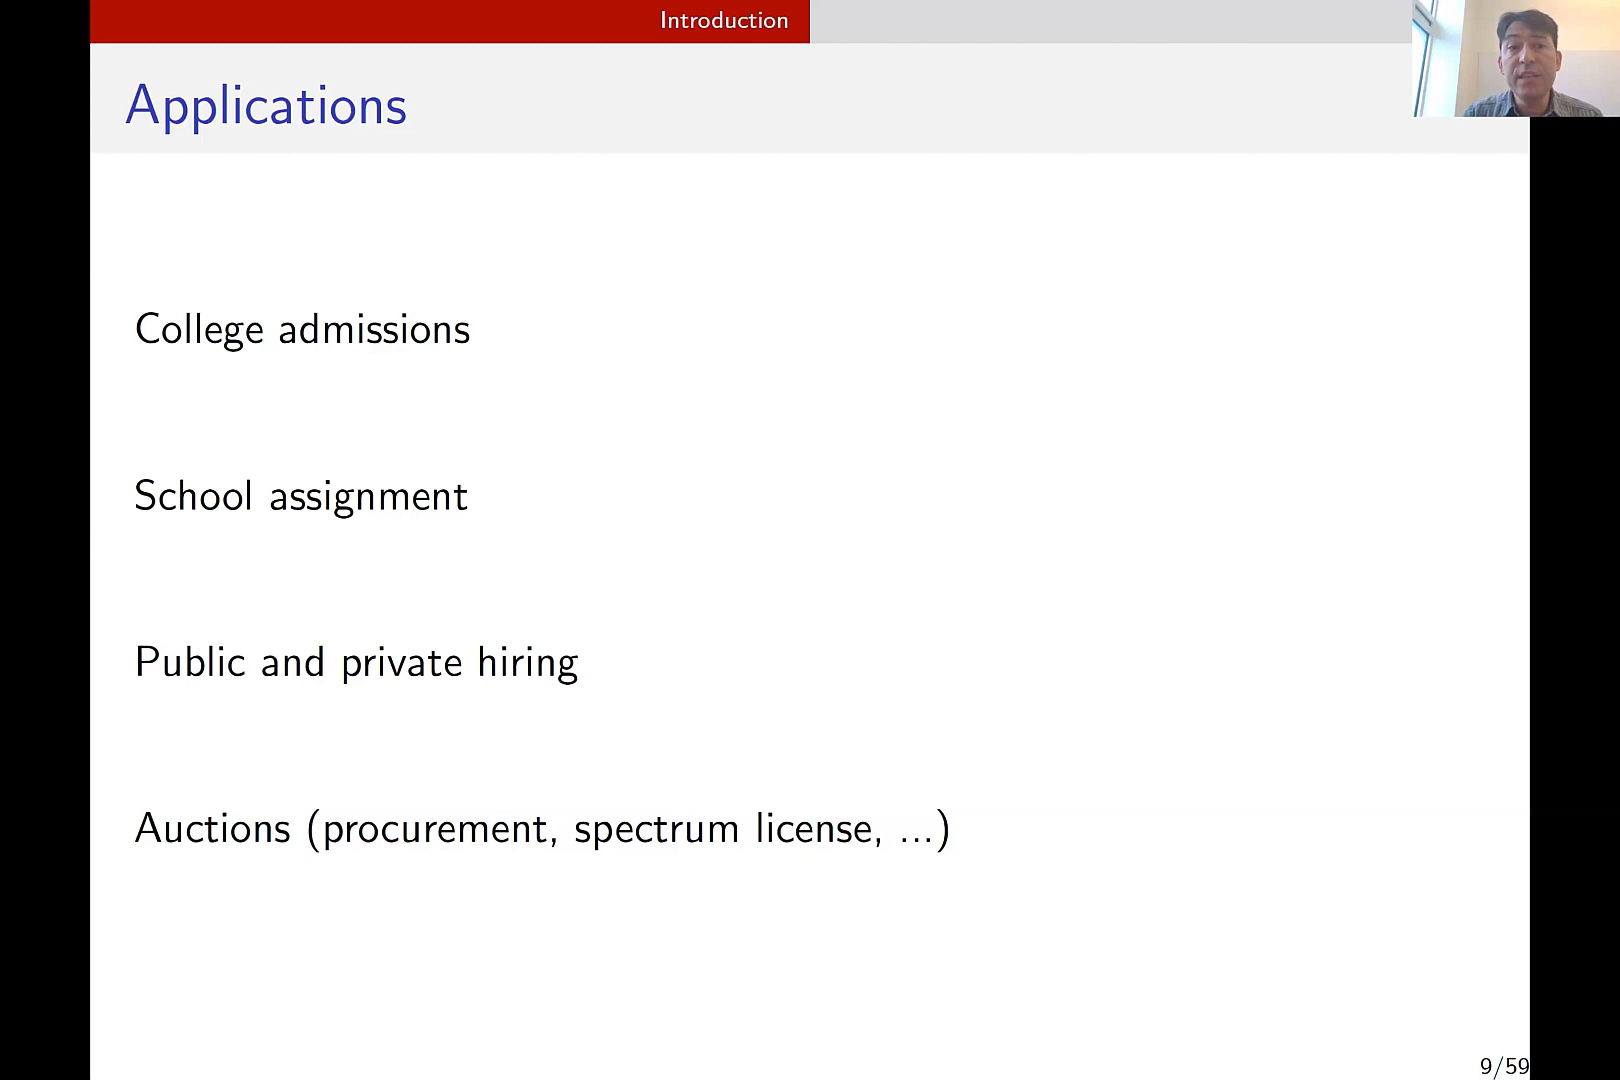 Introduction
Applications
College admissions
School assignment
Public and private hiring
Auctions (procurement, spectrum license, ...)
9/59